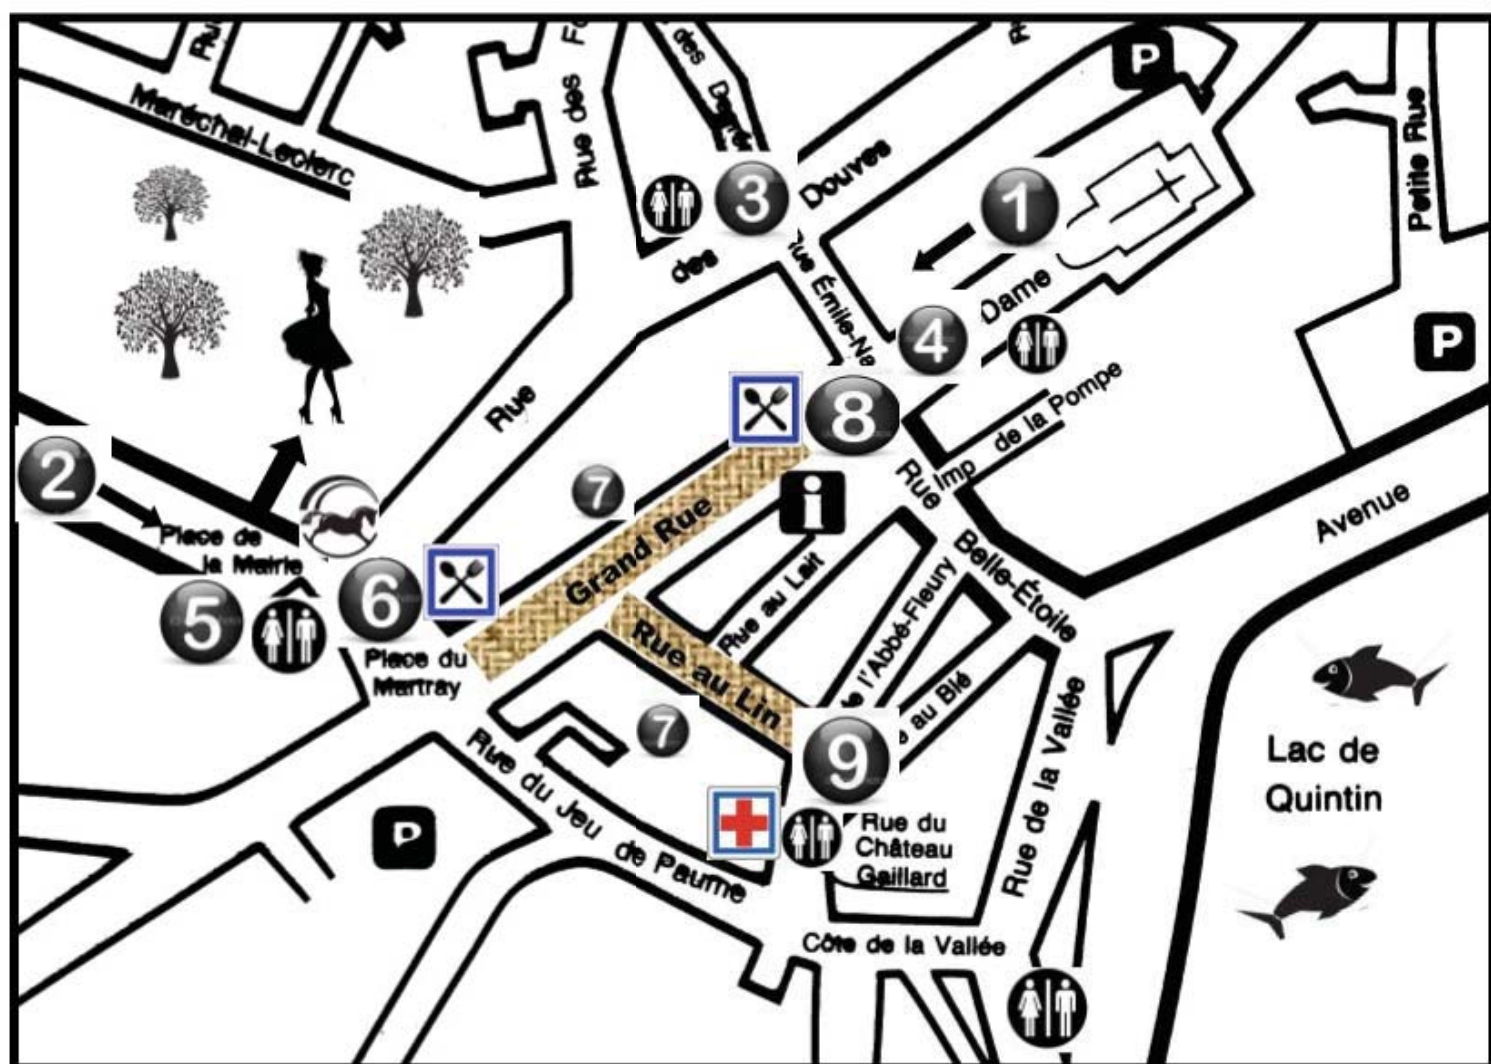 Maréchal-Leclerc
Rue des
des
P
3
Douves
1
Petite Rue
des
Rue Émile-Na
Dame
4
P
2
Rue
8
Imp de la Pompe
7
Rue
i
Avenue
Place de
la Mairie
Grand Rue
Belle-Étoile
5
6
Rue au Lait
de l'Abbé-Fleury
Place du
Martray
Rue au Lin
au Blé
7
9
Rue de la Vallée
Lac de
Quintin
Rue du Jeu de Paume
P
Rue du
Château
Gaillard
Côte de la Vallée